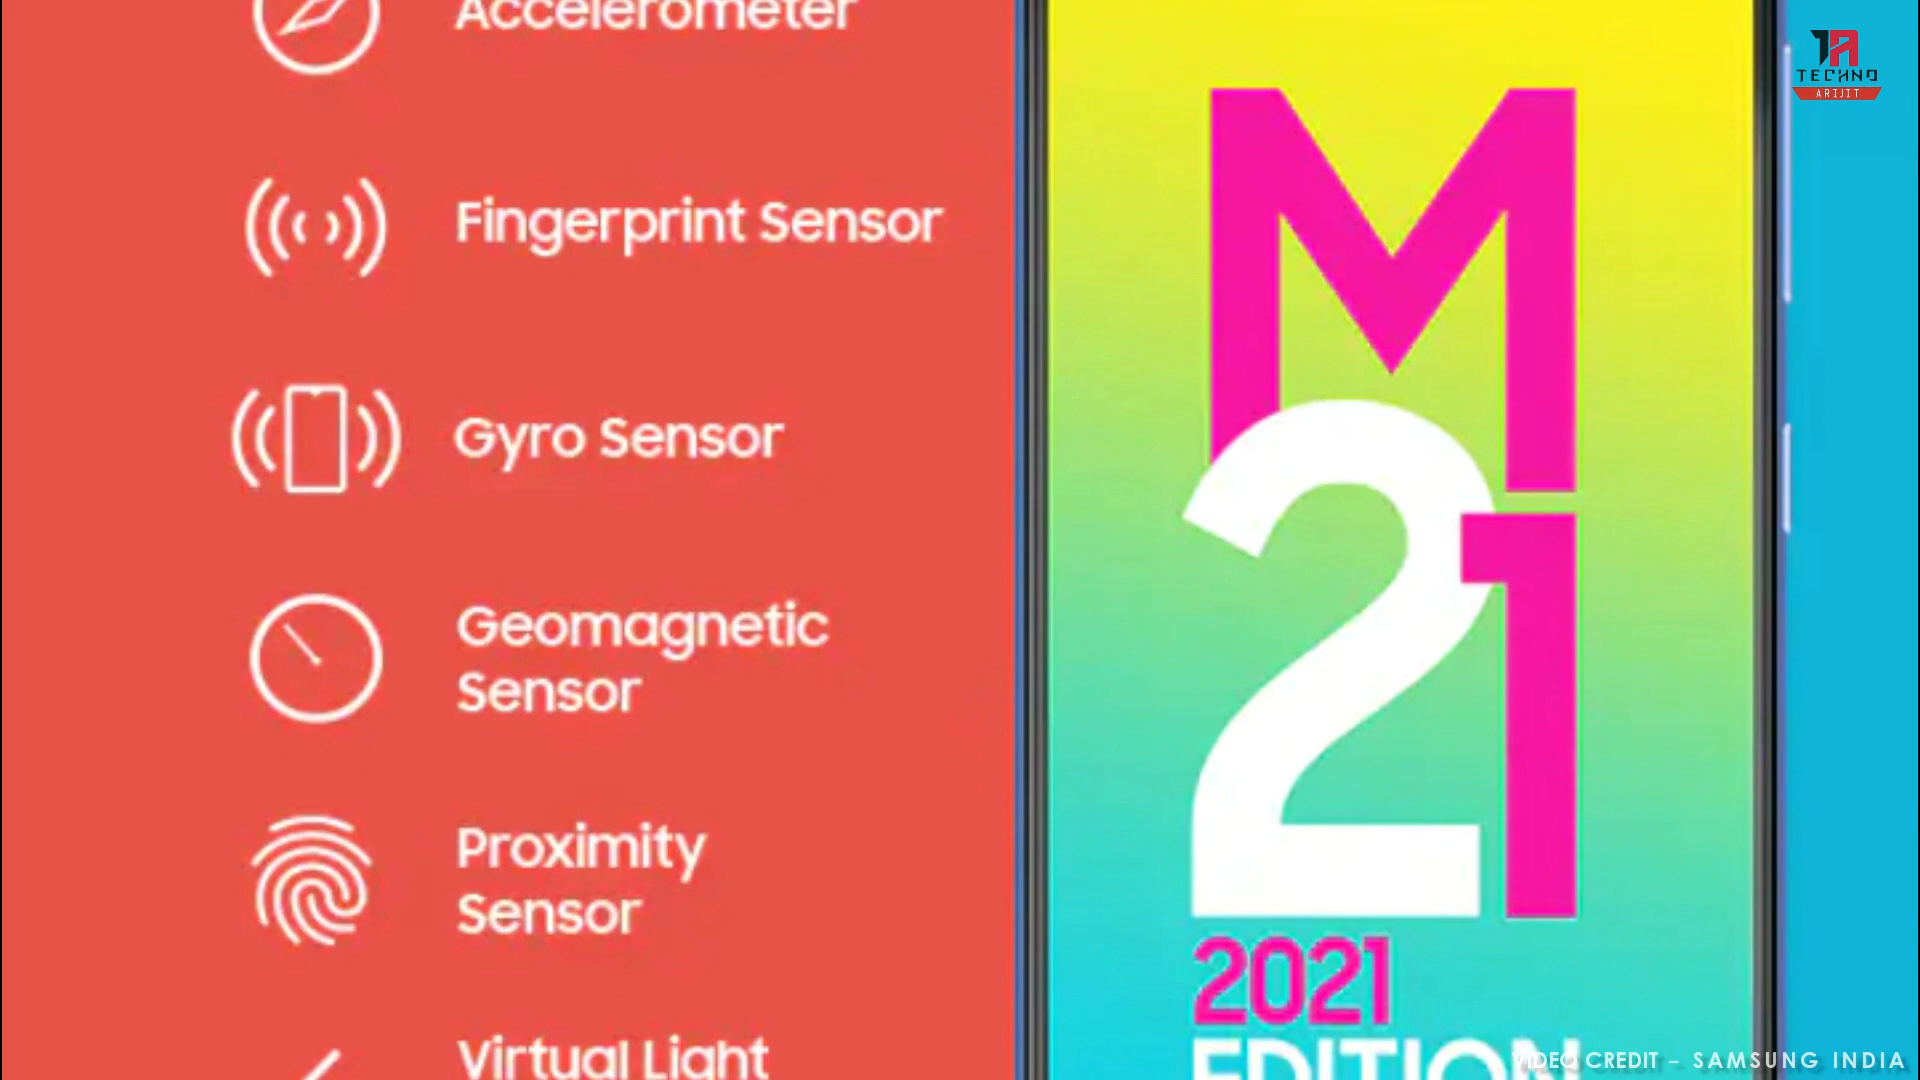 Accelerometer
Fingerprint Sensor
Gyro Sensor
Geomagnetic
Sensor
Proximity
Sensor
Virtual Light
M
21
2021
EDITION
TECHNO
ARIJIT
VIDEO CREDIT – SAMSUNG INDIA